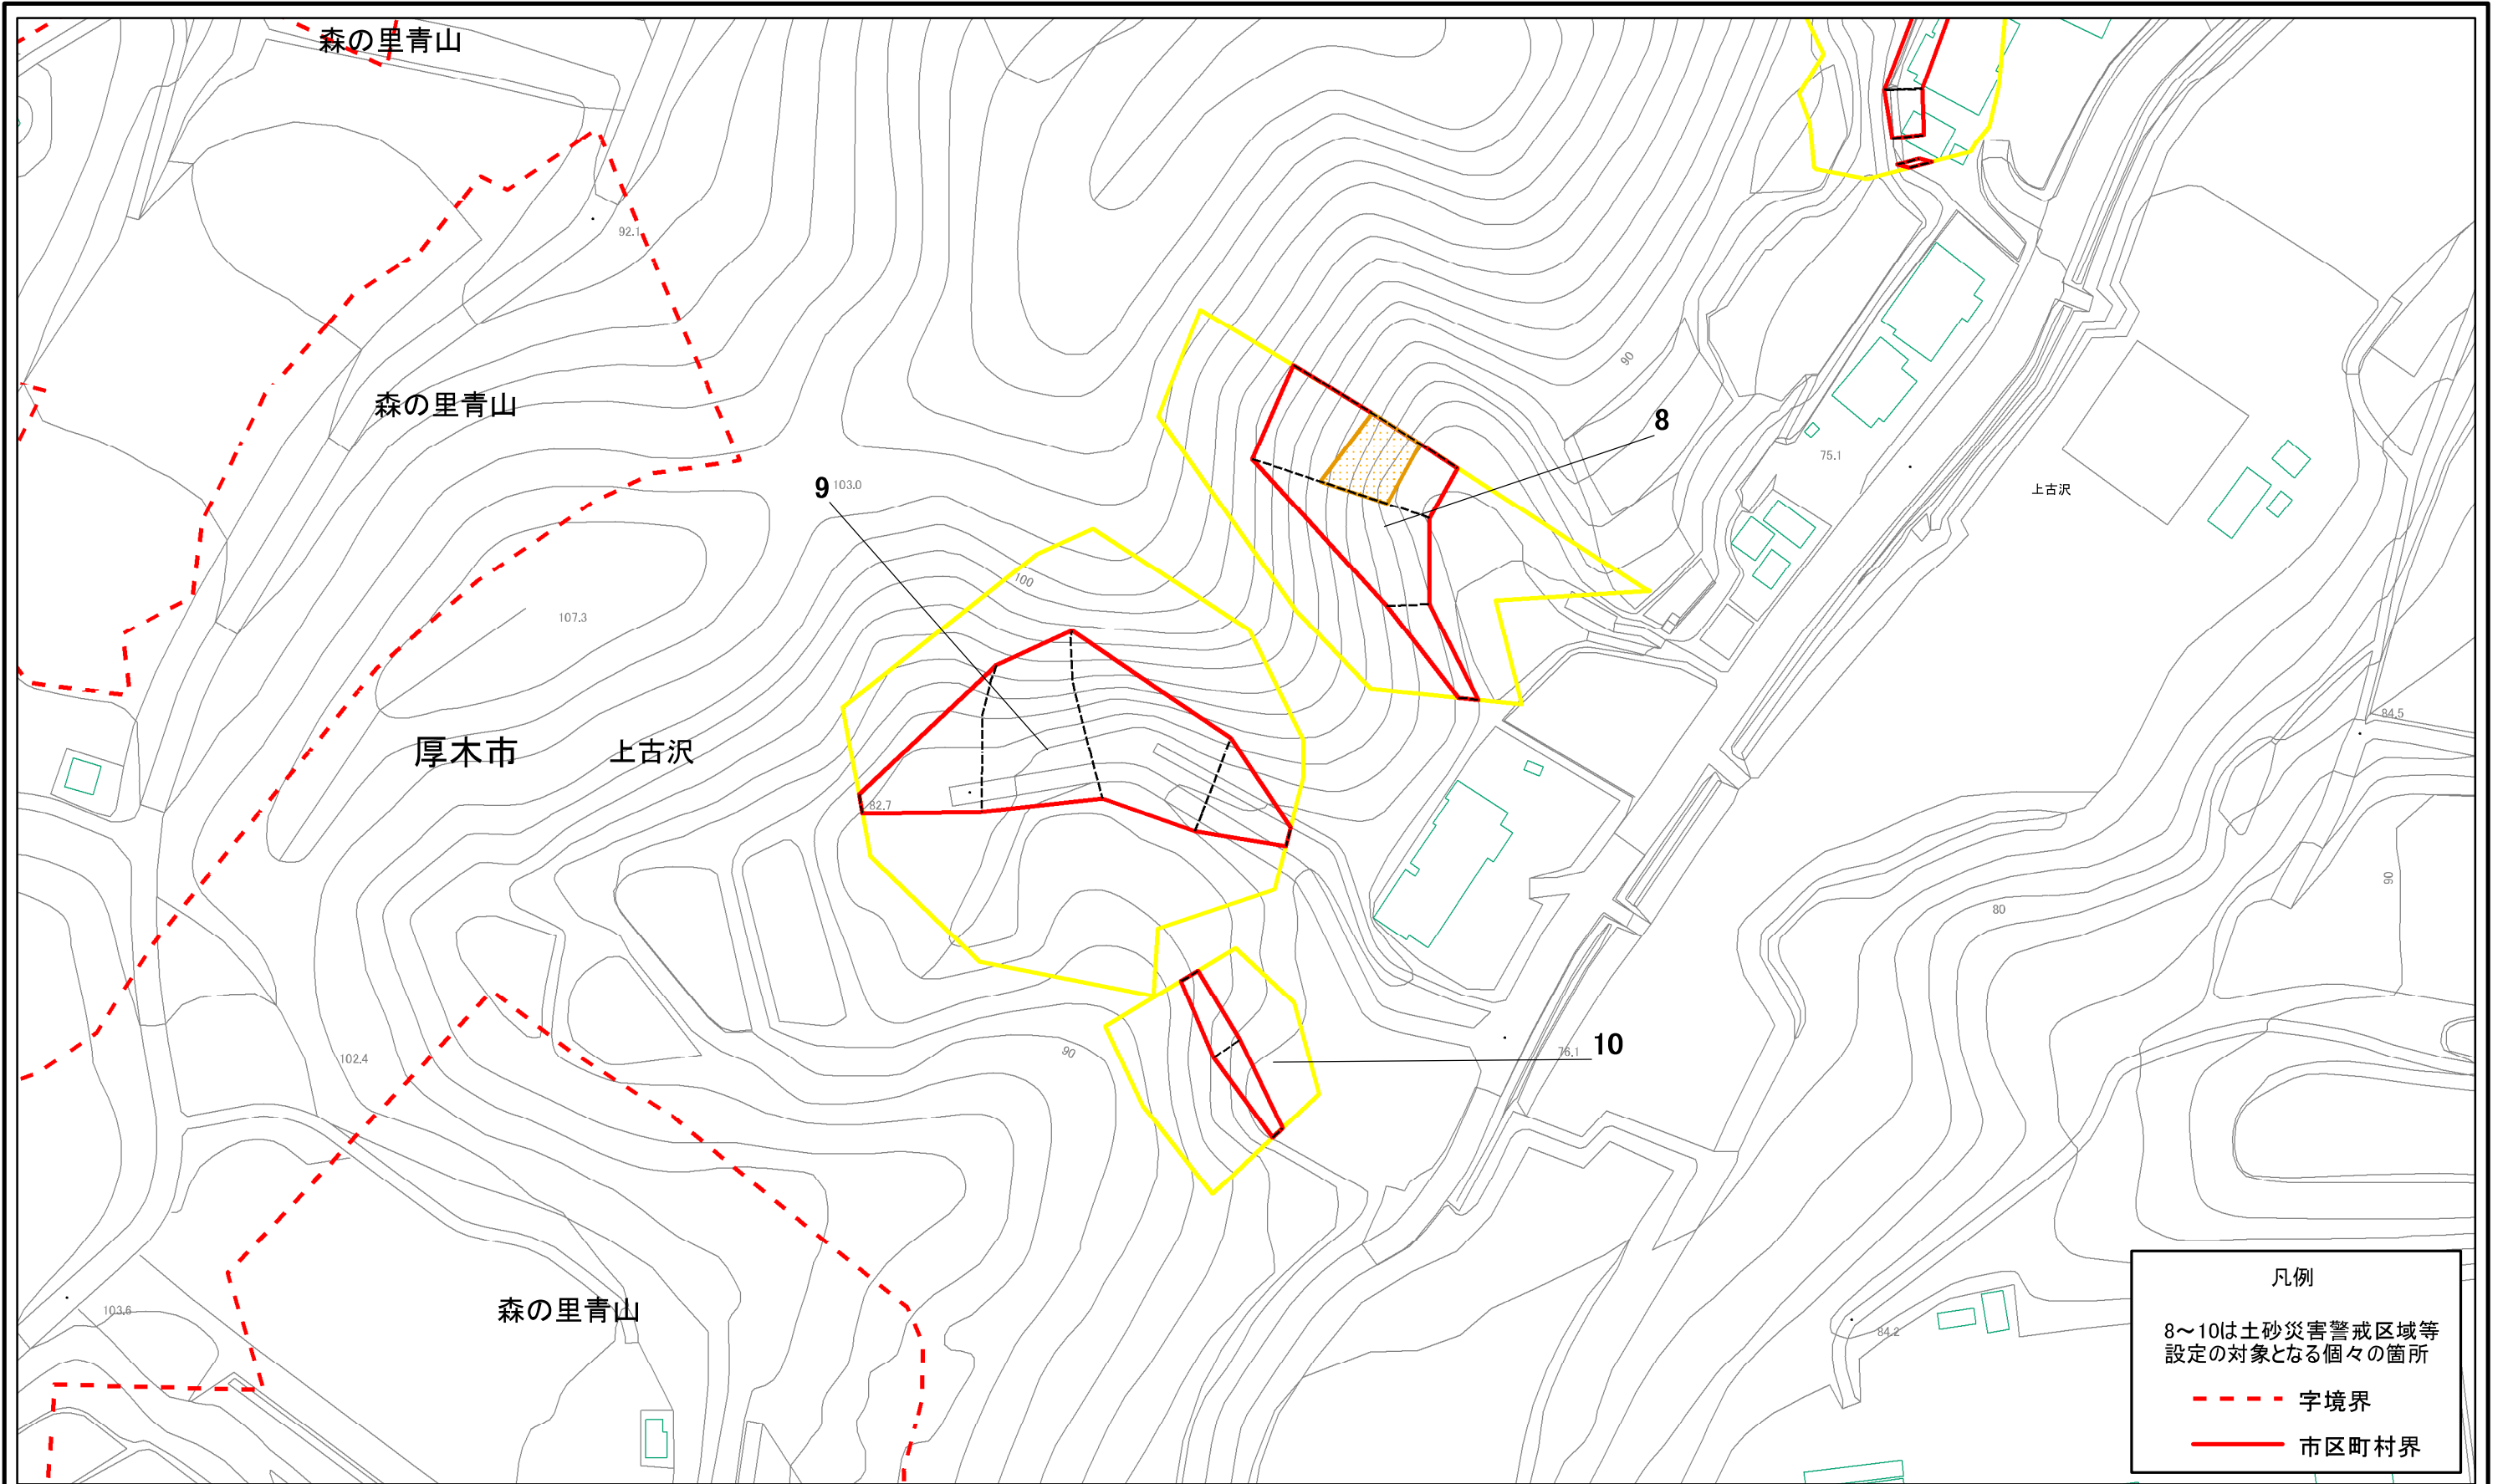 森の里青山
92.1
森の里青山
90
8
75.1
上古沢
9
103.0
100
107.3
84.5
厚木市
上古沢
82.7
90
80
102.4
90
76.1
10
103.6
森の里青山
84.2
凡例
8~10は土砂災害警戒区域等
設定の対象となる個々の箇所
字境界
市区町村界